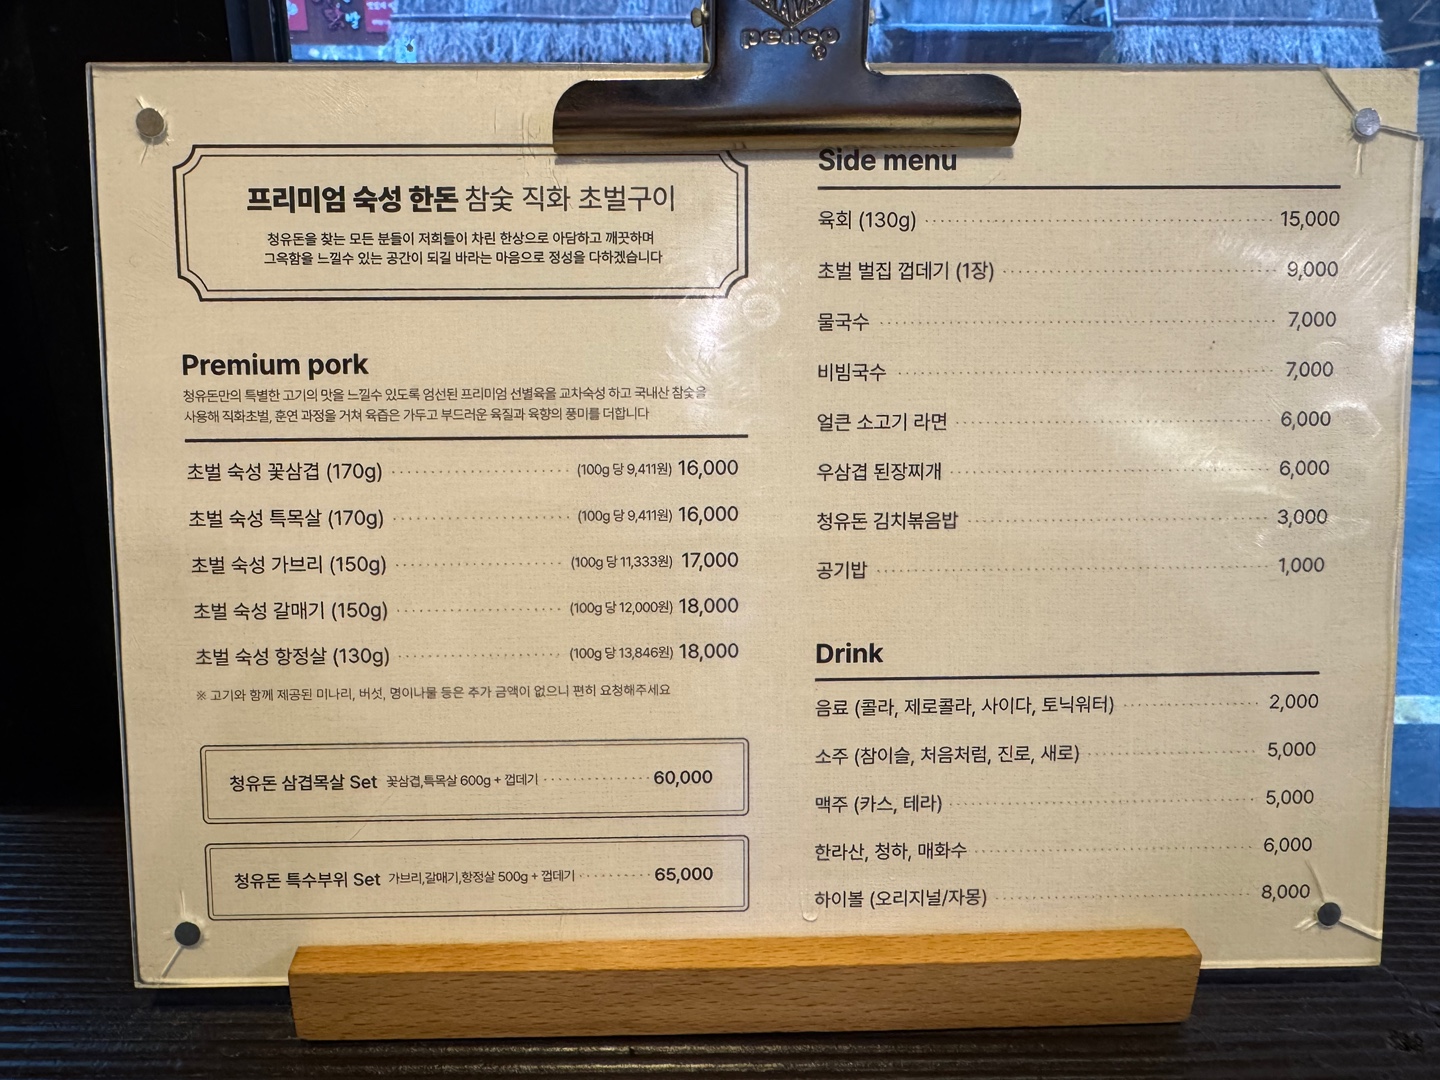 penco
프리미엄 숙성 한돈 참숯 직화 초벌구이
청유돈을 찾는 모든 분들이 저희들이 차린 한상으로 아담하고 깨끗하며
그윽함을 느낄수 있는 공간이 되길 바라는 마음으로 정성을 다하겠습니다
Premium pork
청유돈만의 특별한 고기의 맛을 느낄수 있도록 엄선된 프리미엄 선별육을 교차숙성 하고 국내산 참숯을
사용해 직화초벌, 훈연 과정을 거쳐 육즙은 가두고 부드러운 육질과 육향의 풍미를 더합니다
초벌 숙성 꽃삼겹 (170g) (100g 당 9,411원) 16,000
초벌 숙성 특목살 (170g) (100g 당 9,411원) 16,000
초벌 숙성 가브리 (150g) (100g 당 11,333원) 17,000
초벌 숙성 갈매기 (150g) (100g 당 12,000원) 18,000
초벌 숙성 항정살 (130g) (100g 당 13,846원) 18,000
※ 고기와 함께 제공된 미나리, 버섯, 명이나물 등은 추가 금액이 없으니 편히 요청해주세요
청유돈 삼겹목살 Set 꽃삼겹,특목살 600g + 껍데기 60,000
청유돈 특수부위 Set 가브리,갈매기,항정살 500g + 껍데기 65,000
Side menu
육회 (130g) 15,000
초벌 벌집 껍데기 (1장) 9,000
물국수 7,000
비빔국수 7,000
얼큰 소고기 라면 6,000
우삼겹 된장찌개 6,000
청유돈 김치볶음밥 3,000
공기밥 1,000
Drink
음료 (콜라, 제로콜라, 사이다, 토닉워터) 2,000
소주 (참이슬, 처음처럼, 진로, 새로) 5,000
맥주 (카스, 테라) 5,000
한라산, 청하, 매화수 6,000
하이볼 (오리지널/자몽) 8,000